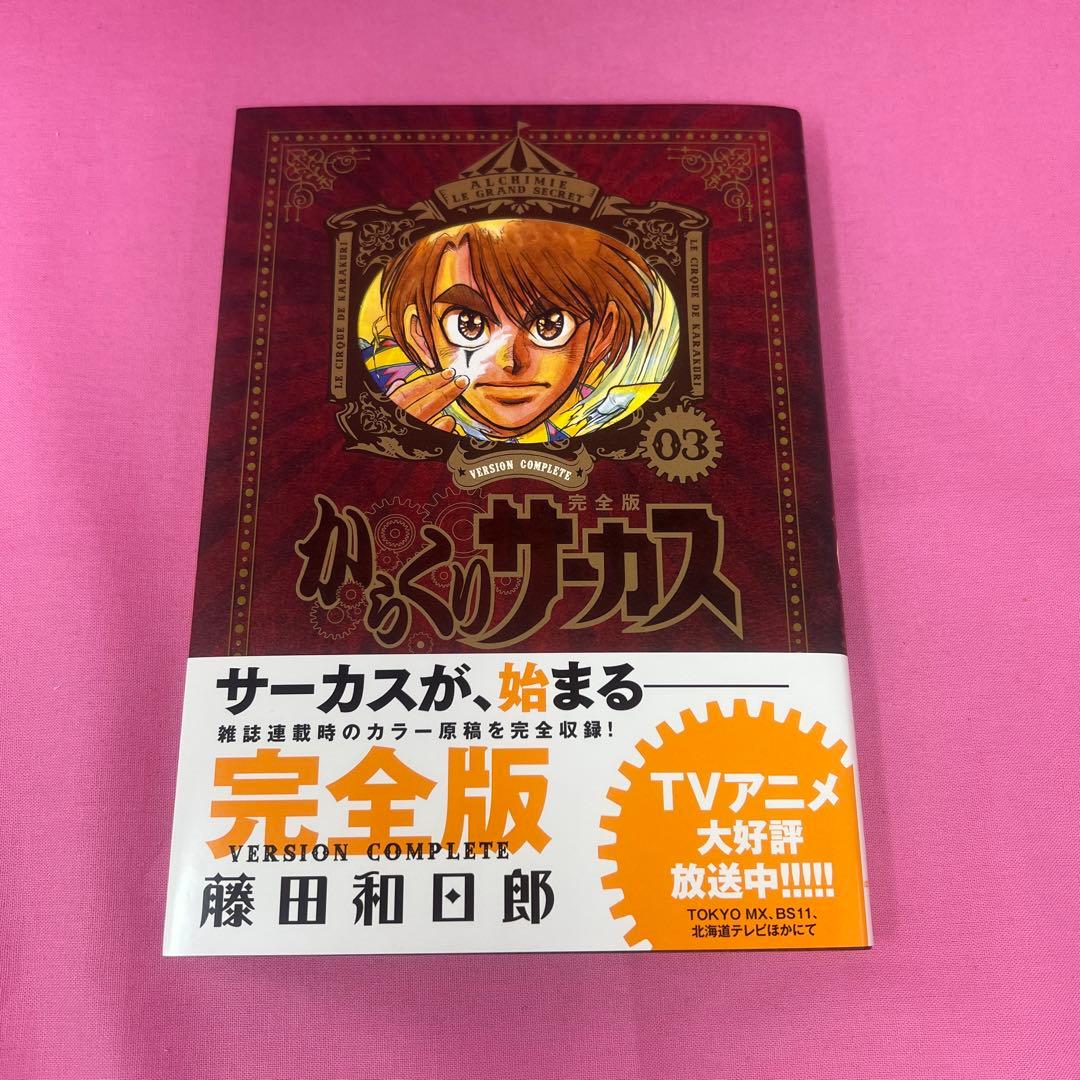 ALCHIMIE
LE GRAND SECRET
LE CIRQUE DE KARAKURI
LE CIRQUE DE KARAKURI
03
VERSION COMPLETE
完全版
からくりサーカス
サーカスが、始まる――
雑誌連載時のカラー原稿を完全収録!
完全版
VERSION COMPLETE
藤田和日郎
TVアニメ
大好評
放送中!!!!!
TOKYO MX、BS11、
北海道テレビほかにて